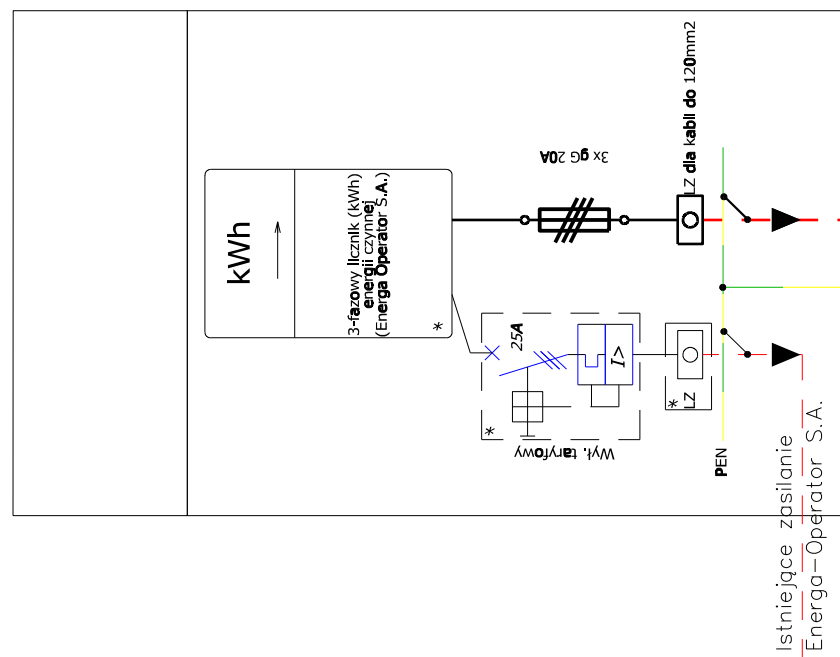 kWh
3-fazowy licznik (kWh)
energii czynnej
(Energa Operator S.A.)
*
3x gG 20A
LZ dla kabli do 120mm2
25A
I>
*
Wył. taryfowy
*
LZ
PEN
Istniejące zasilanie
Energa-Operator S.A.